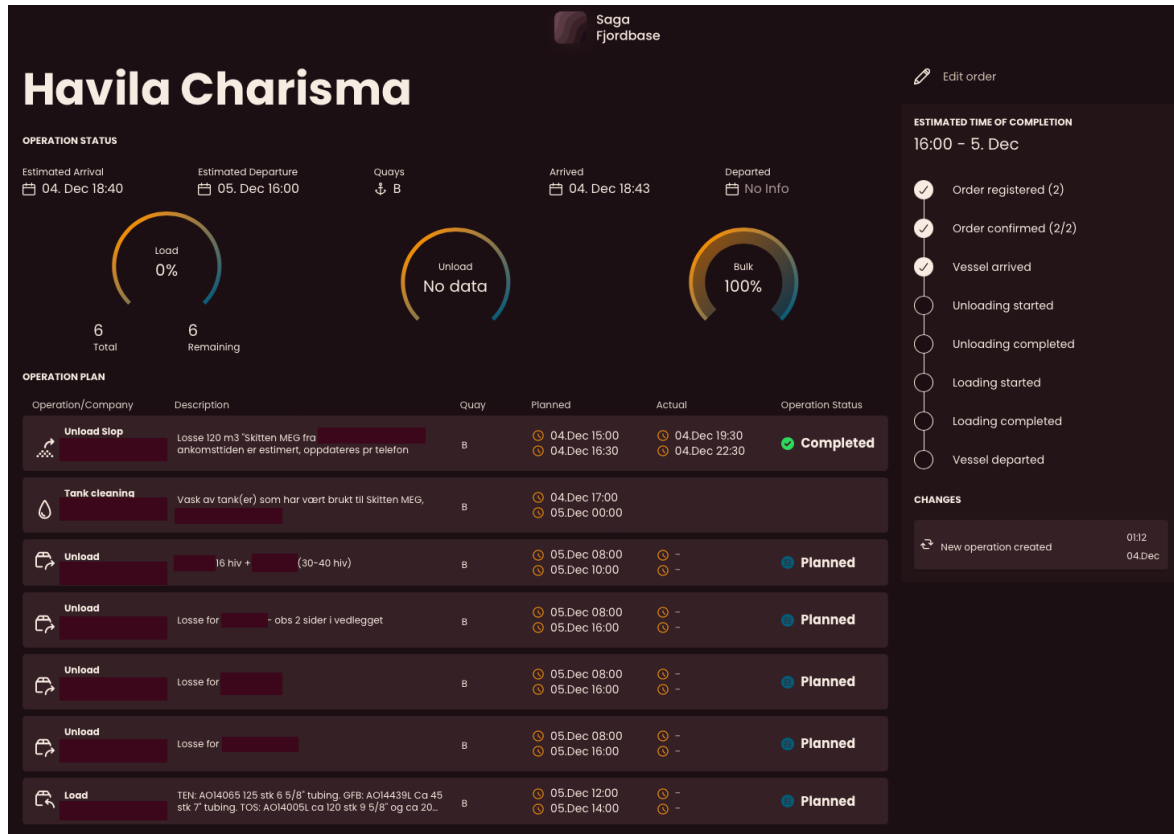 Saga
Fjordbase
Havila Charisma
Edit order
OPERATION STATUS
Estimated Arrival
04. Dec 18:40
Estimated Departure
05. Dec 16:00
Quays
B
Arrived
04. Dec 18:43
Departed
No Info
Load
0%
6
Total
6
Remaining
Unload
No data
Bulk
100%
ESTIMATED TIME OF COMPLETION
16:00 - 5. Dec
Order registered (2)
Order confirmed (2/2)
Vessel arrived
Unloading started
Unloading completed
Loading started
Loading completed
Vessel departed
CHANGES
New operation created
01:12
04.Dec
OPERATION PLAN
Operation/Company Description Quay Planned Actual Operation Status
Unload Slop
Losse 120 m3 "Skitten MEG fra
ankomsttiden er estimert, oppdateres pr telefon
B
04.Dec 15:00
04.Dec 16:30
04.Dec 19:30
04.Dec 22:30
Completed
Tank cleaning
Vask av tank(er) som har vært brukt til Skitten MEG,
B
04.Dec 17:00
05.Dec 00:00
Unload
16 hiv + (30-40 hiv)
B
05.Dec 08:00
05.Dec 10:00
-
-
Planned
Unload
Losse for - obs 2 sider i vedlegget
B
05.Dec 08:00
05.Dec 16:00
-
-
Planned
Unload
Losse for
B
05.Dec 08:00
05.Dec 16:00
-
-
Planned
Unload
Losse for
B
05.Dec 08:00
05.Dec 16:00
-
-
Planned
Load
TEN: AO14065 125 stk 6 5/8" tubing. GFB: AO14439L Ca 45
stk 7" tubing. TOS: AO14005L ca 120 stk 9 5/8" og ca 20...
B
05.Dec 12:00
05.Dec 14:00
-
-
Planned